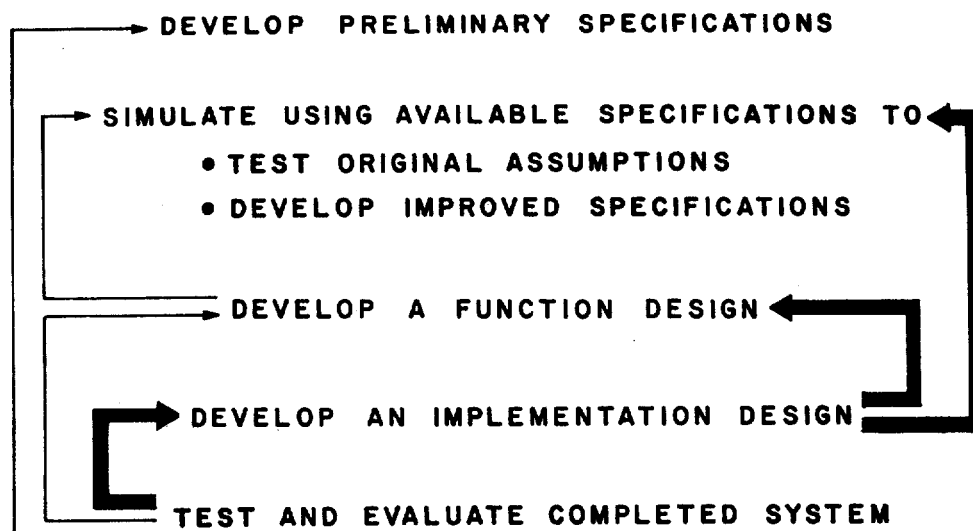 DEVELOP PRELIMINARY SPECIFICATIONS
SIMULATE USING AVAILABLE SPECIFICATIONS TO
• TEST ORIGINAL ASSUMPTIONS
• DEVELOP IMPROVED SPECIFICATIONS
DEVELOP A FUNCTION DESIGN
DEVELOP AN IMPLEMENTATION DESIGN
TEST AND EVALUATE COMPLETED SYSTEM